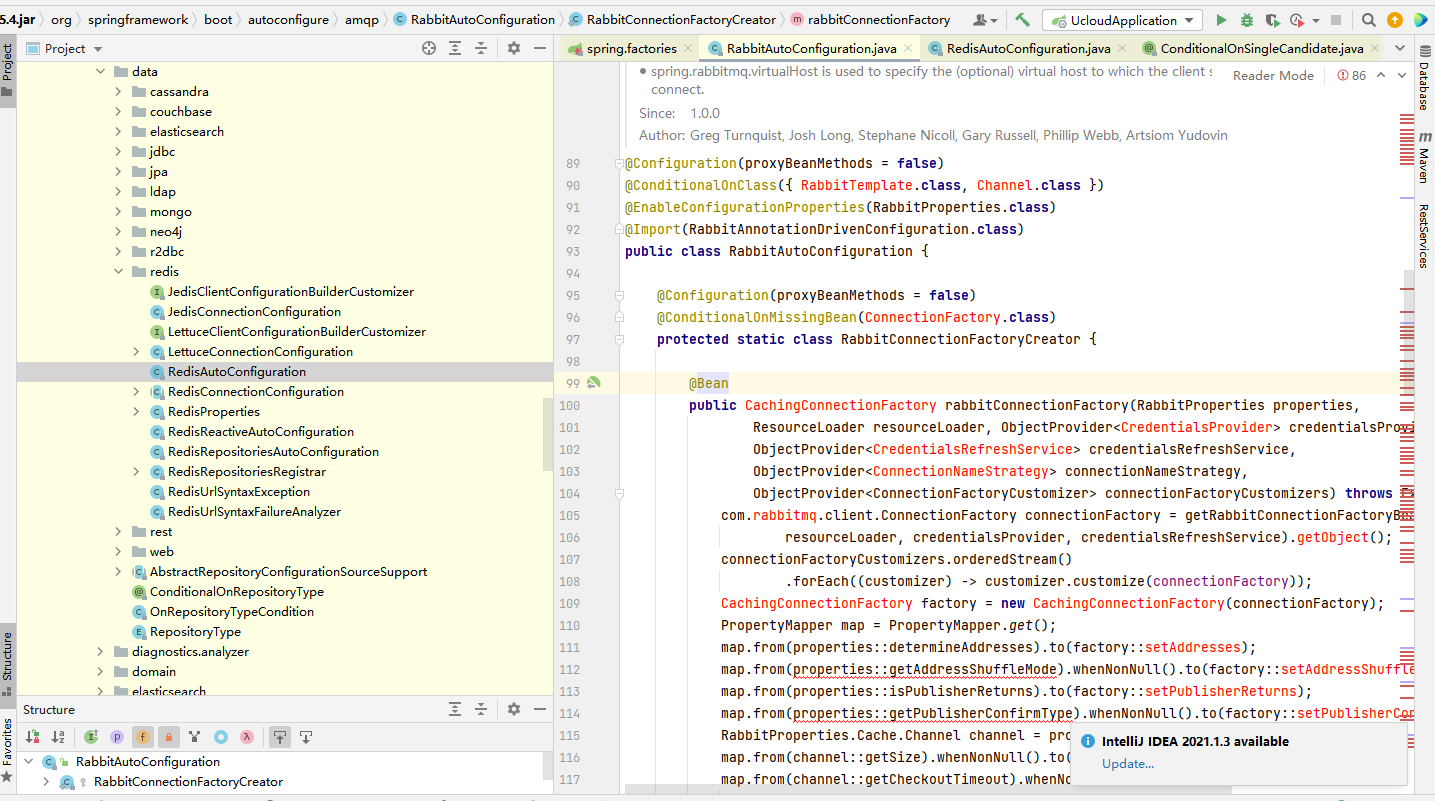 5.4.jar org springframework boot autoconfigure amqp RabbitAutoConfiguration RabbitConnectionFactoryCreator rabbitConnectionFactory UcloudApplication
Project
spring.factories RabbitAutoConfiguration.java RedisAutoConfiguration.java ConditionalOnSingleCandidate.java
data
cassandra
couchbase
elasticsearch
jdbc
jpa
ldap
mongo
neo4j
r2dbc
redis
JedisClientConfigurationBuilderCustomizer
JedisConnectionConfiguration
LettuceClientConfigurationBuilderCustomizer
LettuceConnectionConfiguration
RedisAutoConfiguration
RedisConnectionConfiguration
RedisProperties
RedisReactiveAutoConfiguration
RedisRepositoriesAutoConfiguration
RedisRepositoriesRegistrar
RedisUrlSyntaxException
RedisUrlSyntaxFailureAnalyzer
rest
web
AbstractRepositoryConfigurationSourceSupport
ConditionalOnRepositoryType
OnRepositoryTypeCondition
RepositoryType
diagnostics.analyzer
domain
elasticsearch
Structure
RabbitAutoConfiguration
RabbitConnectionFactoryCreator
Project
Structure
Favorites
• spring.rabbitmq.virtualHost is used to specify the (optional) virtual host to which the client s
connect.
Reader Mode 86
Since: 1.0.0
Author: Greg Turnquist, Josh Long, Stephane Nicoll, Gary Russell, Phillip Webb, Artsiom Yudovin
89 @Configuration(proxyBeanMethods = false)
90 @ConditionalOnClass({ RabbitTemplate.class, Channel.class })
91 @EnableConfigurationProperties(RabbitProperties.class)
92 @Import(RabbitAnnotationDrivenConfiguration.class)
93 public class RabbitAutoConfiguration {
94
95 @Configuration(proxyBeanMethods = false)
96 @ConditionalOnMissingBean(ConnectionFactory.class)
97 protected static class RabbitConnectionFactoryCreator {
98
99 @Bean
100 public CachingConnectionFactory rabbitConnectionFactory(RabbitProperties properties,
101 ResourceLoader resourceLoader, ObjectProvider<CredentialsProvider> credentialsProvi
102 ObjectProvider<CredentialsRefreshService> credentialsRefreshService,
103 ObjectProvider<ConnectionNameStrategy> connectionNameStrategy,
104 ObjectProvider<ConnectionFactoryCustomizer> connectionFactoryCustomizers) throws Ex
105 com.rabbitmq.client.ConnectionFactory connectionFactory = getRabbitConnectionFactoryBe
106 resourceLoader, credentialsProvider, credentialsRefreshService).getObject();
107 connectionFactoryCustomizers.orderedStream()
108 .forEach((customizer) -> customizer.customize(connectionFactory));
109 CachingConnectionFactory factory = new CachingConnectionFactory(connectionFactory);
110 PropertyMapper map = PropertyMapper.get();
111 map.from(properties::determineAddresses).to(factory::setAddresses);
112 map.from(properties::getAddressShuffleMode).whenNonNull().to(factory::setAddressShuffle
113 map.from(properties::isPublisherReturns).to(factory::setPublisherReturns);
114 map.from(properties::getPublisherConfirmType).whenNonNull().to(factory::setPublisherCon
115 RabbitProperties.Cache.Channel channel = pro
116 map.from(channel::getSize).whenNonNull().to(
117 map.from(channel::getCheckoutTimeout).whenNo
IntelliJ IDEA 2021.1.3 available
Update...
Database
Maven
RestServices